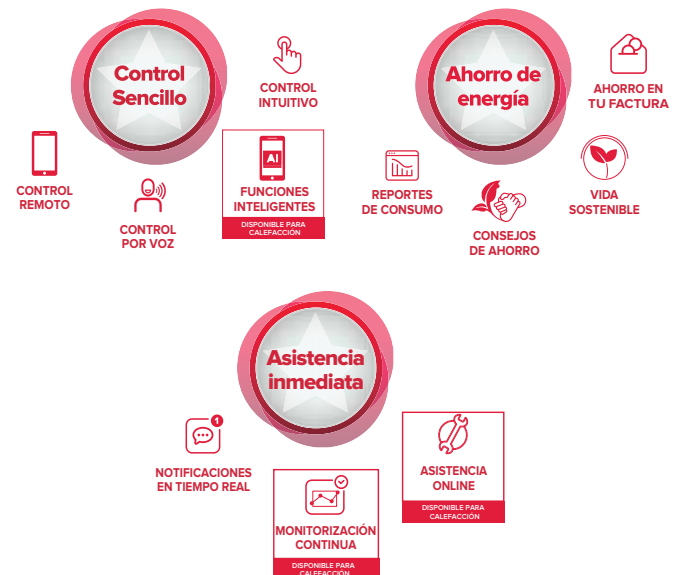 Control
Sencillo
CONTROL
INTUITIVO
CONTROL
REMOTO
CONTROL
POR VOZ
AI
FUNCIONES
INTELIGENTES
DISPONIBLE PARA
CALEFACCIÓN
Ahorro de
energía
AHORRO EN
TU FACTURA
REPORTES
DE CONSUMO
CONSEJOS
DE AHORRO
VIDA
SOSTENIBLE
Asistencia
inmediata
1
NOTIFICACIONES
EN TIEMPO REAL
MONITORIZACIÓN
CONTINUA
DISPONIBLE PARA
CALEFACCIÓN
ASISTENCIA
ONLINE
DISPONIBLE PARA
CALEFACCIÓN